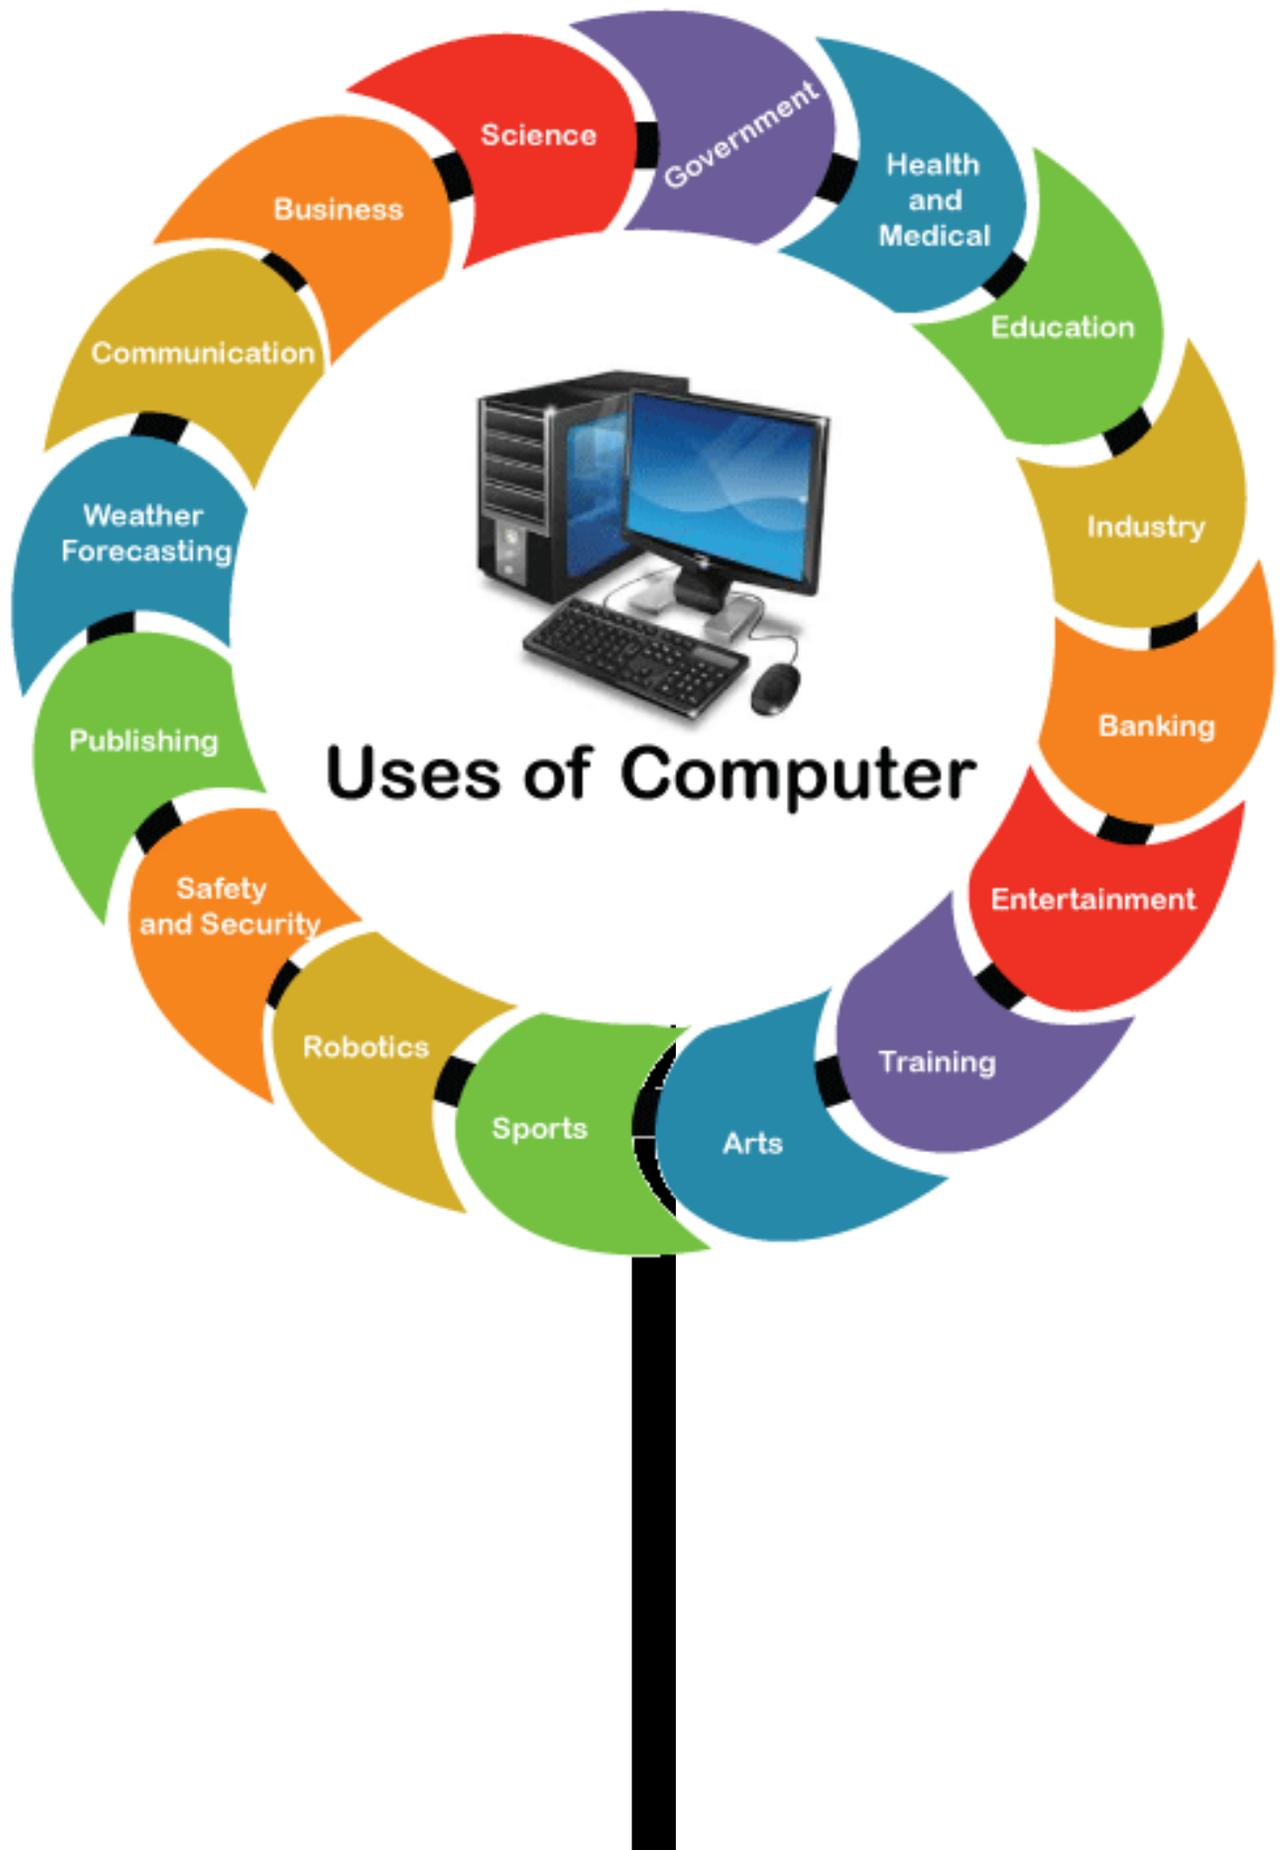 Science
Government
Health
and
Medical
Education
Industry
Banking
Entertainment
Training
Arts
Sports
Robotics
Safety
and Security
Publishing
Weather
Forecasting
Communication
Business
Uses of Computer